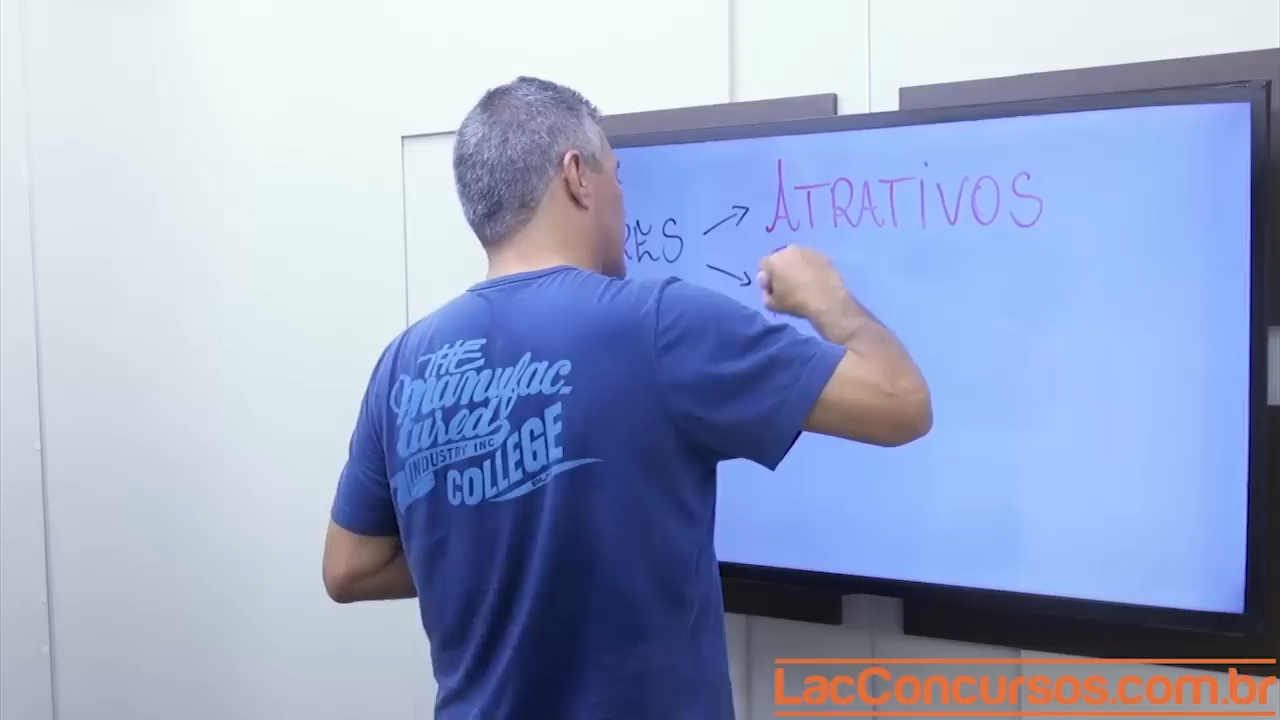 ATRATIVOS
RES
THE
manufac-
tured
INDUSTRY INC.
COLLEGE
LacConcursos.com.br